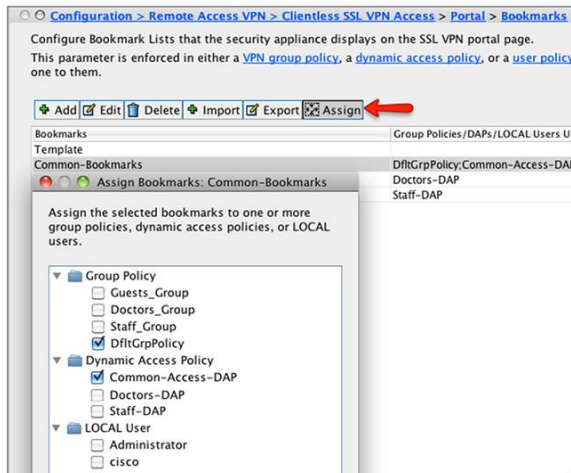 Configuration > Remote Access VPN > Clientless SSL VPN Access > Portal > Bookmarks
Configure Bookmark Lists that the security appliance displays on the SSL VPN portal page.
This parameter is enforced in either a VPN group policy, a dynamic access policy, or a user policy
one to them.
Add Edit Delete Import Export Assign
Bookmarks Group Policies/DAPs/LOCAL Users U
Template
Common-Bookmarks DfltGrpPolicy;Common-Access-DA
Doctors-DAP
Staff-DAP
Assign Bookmarks: Common-Bookmarks
Assign the selected bookmarks to one or more
group policies, dynamic access policies, or LOCAL
users.
Group Policy
Guests_Group
Doctors_Group
Staff_Group
DfltGrpPolicy
Dynamic Access Policy
Common-Access-DAP
Doctors-DAP
Staff-DAP
LOCAL User
Administrator
cisco